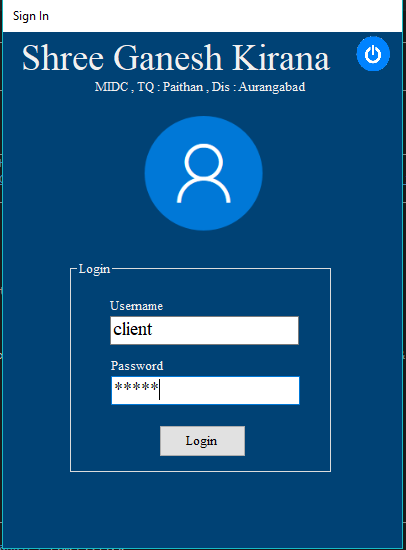 Sign In
Shree Ganesh Kirana
MIDC , TQ : Paithan , Dis : Aurangabad
Login
Username
client
Password
*****
Login